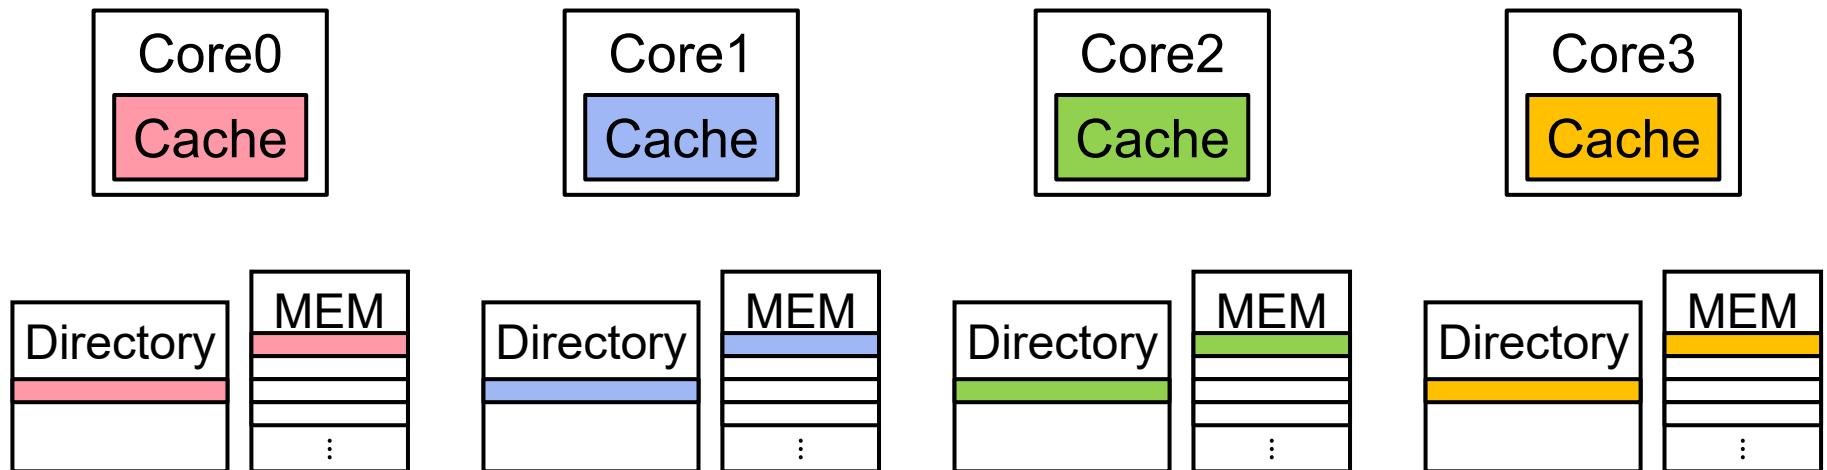 Core0
Cache
Core1
Cache
Core2
Cache
Core3
Cache
Directory
MEM
⋮
Directory
MEM
⋮
Directory
MEM
⋮
Directory
MEM
⋮